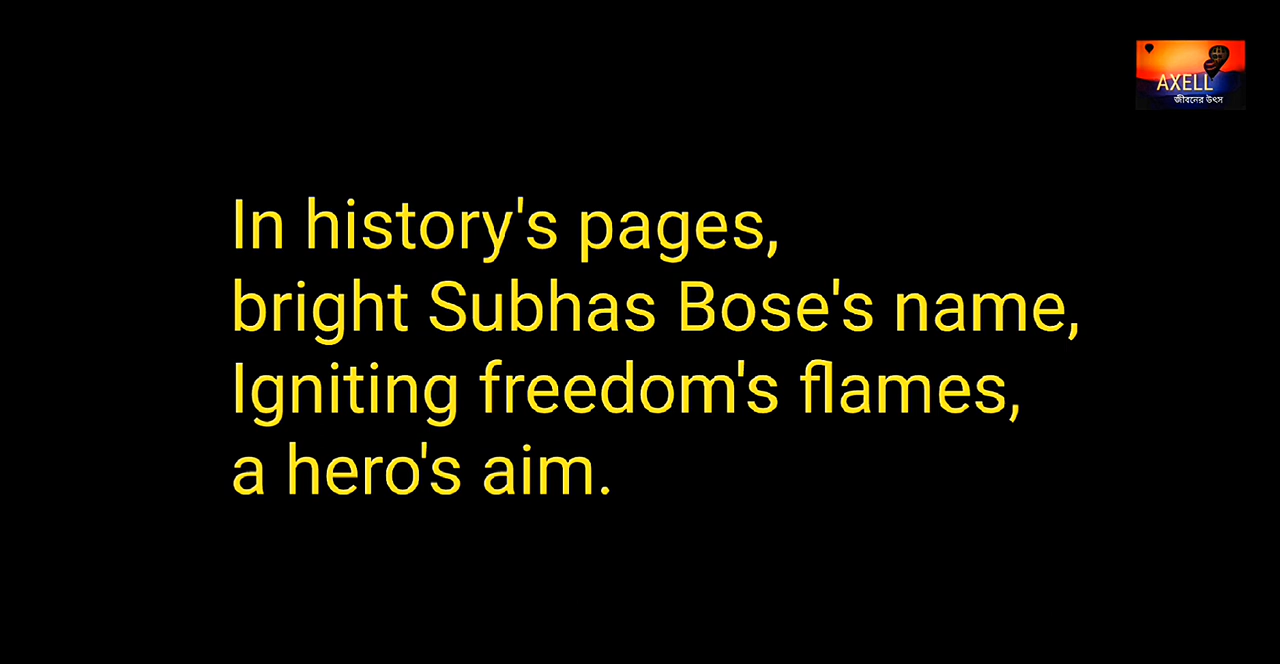 AXELL
জীবনের উৎস
In history's pages,
bright Subhas Bose's name,
Igniting freedom's flames,
a hero's aim.